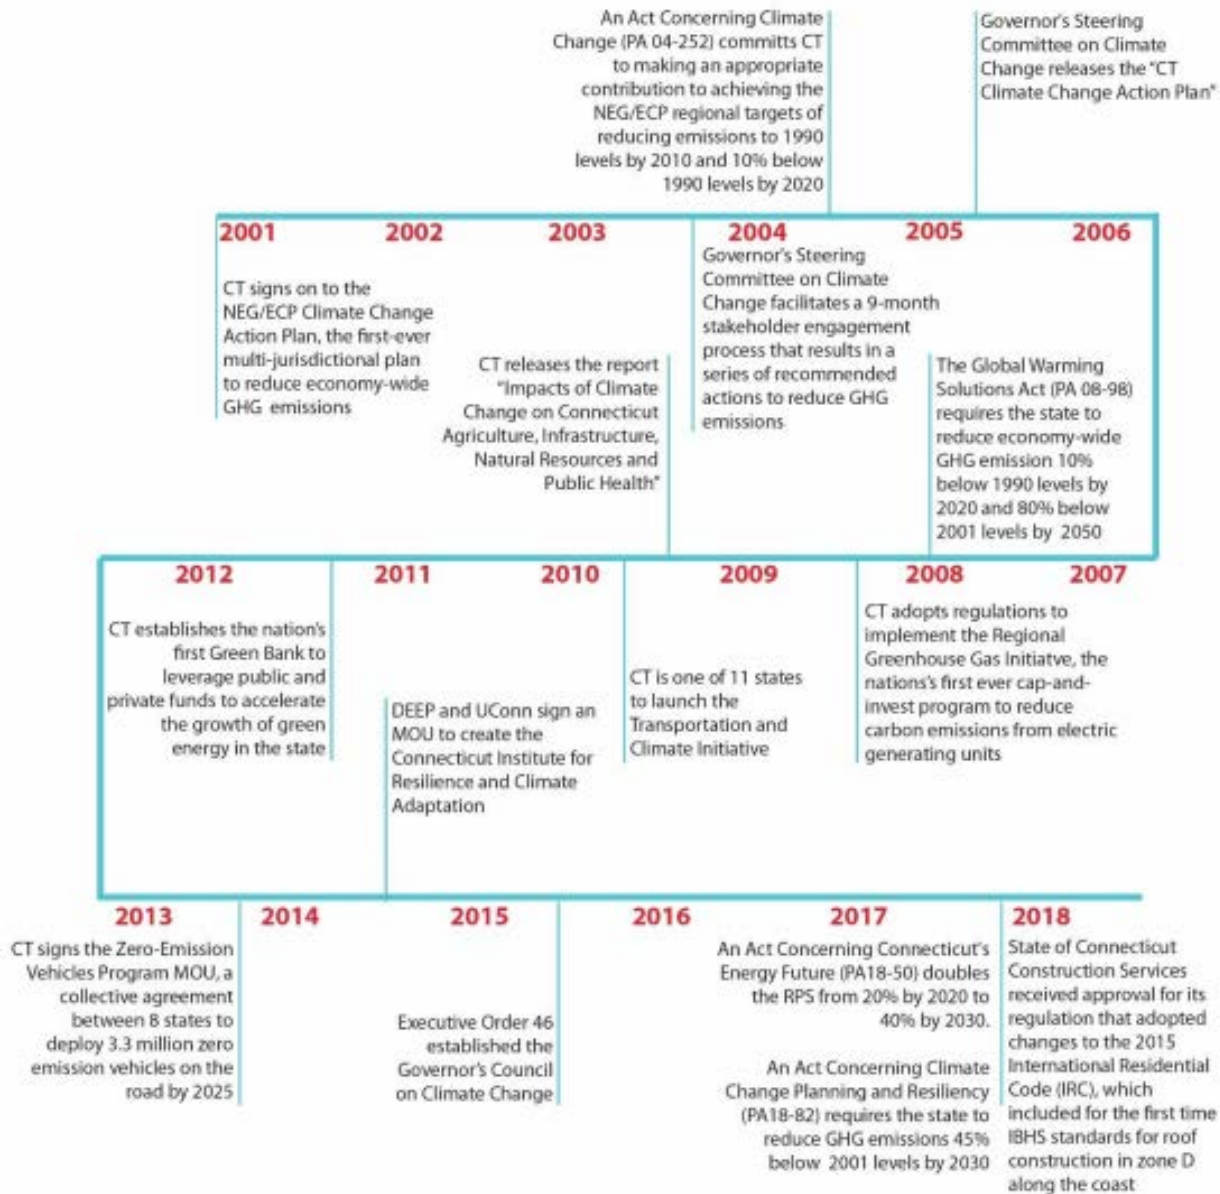 An Act Concerning Climate
Change (PA 04-252) committs CT
to making an appropriate
contribution to achieving the
NEG/ECP regional targets of
reducing emissions to 1990
levels by 2010 and 10% below
1990 levels by 2020
Governor's Steering
Committee on Climate
Change releases the "CT
Climate Change Action Plan"
2001
2002
2003
2004
2005
2006
CT signs on to the
NEG/ECP Climate Change
Action Plan, the first-ever
multi-jurisdictional plan
to reduce economy-wide
GHG emissions
CT releases the report
"Impacts of Climate
Change on Connecticut
Agriculture, Infrastructure,
Natural Resources and
Public Health"
Governor's Steering
Committee on Climate
Change facilitates a 9-month
stakeholder engagement
process that results in a
series of recommended
actions to reduce GHG
emissions
The Global Warming
Solutions Act (PA 08-98)
requires the state to
reduce economy-wide
GHG emission 10%
below 1990 levels by
2020 and 80% below
2001 levels by 2050
2012
2011
2010
2009
2008
2007
CT establishes the nation's
first Green Bank to
leverage public and
private funds to accelerate
the growth of green
energy in the state
DEEP and UConn sign an
MOU to create the
Connecticut Institute for
Resilience and Climate
Adaptation
CT is one of 11 states
to launch the
Transportation and
Climate Initiative
CT adopts regulations to
implement the Regional
Greenhouse Gas Initiatve, the
nations's first ever cap-and-
invest program to reduce
carbon emissions from electric
generating units
2013
2014
2015
2016
2017
2018
CT signs the Zero-Emission
Vehicles Program MOU, a
collective agreement
between 8 states to
deploy 3.3 million zero
emission vehicles on the
road by 2025
Executive Order 46
established the
Governor's Council
on Climate Change
An Act Concerning Connecticut's
Energy Future (PA18-50) doubles
the RPS from 20% by 2020 to
40% by 2030.
An Act Concerning Climate
Change Planning and Resiliency
(PA18-82) requires the state to
reduce GHG emissions 45%
below 2001 levels by 2030
State of Connecticut
Construction Services
received approval for its
regulation that adopted
changes to the 2015
International Residential
Code (IRC), which
included for the first time
IBHS standards for roof
construction in zone D
along the coast